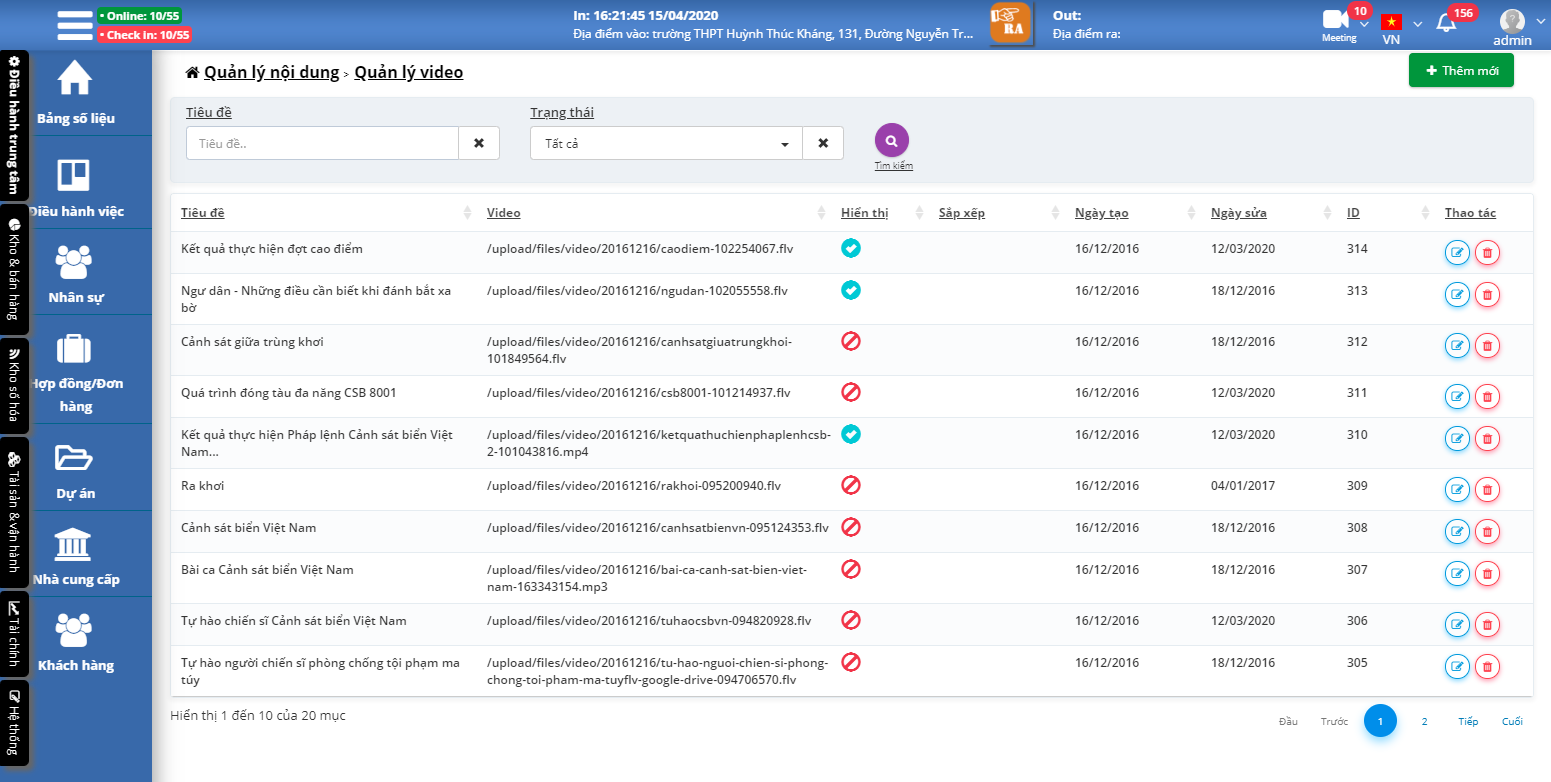 • Online: 10/55
• Check In: 10/55
In: 16:21:45 15/04/2020
Địa điểm vào: trường THPT Huỳnh Thúc Kháng, 131, Đường Nguyễn Tr...
RA
Out:
Địa điểm ra:
10
Meeting
VN
156
admin
Điều hành trung tâm
Kho & bán hàng
Kho số hóa
Tài sản & vận hành
Tài chính
Hệ thống
Bảng số liệu
Điều hành việc
Nhân sự
Hợp đồng/Đơn
hàng
Dự án
Nhà cung cấp
Khách hàng
Quản lý nội dung > Quản lý video
Thêm mới
Tiêu đề
Trạng thái
Tiêu đề..
Tất cả
Tìm kiếm
Tiêu đề Video Hiển thị Sắp xếp Ngày tạo Ngày sửa ID Thao tác
Kết quả thực hiện đợt cao điểm /upload/files/video/20161216/caodiem-102254067.flv 16/12/2016 12/03/2020 314
Ngư dân - Những điều cần biết khi đánh bắt xa /upload/files/video/20161216/ngudan-102055558.flv 16/12/2016 18/12/2016 313
bờ
Cảnh sát giữa trùng khơi /upload/files/video/20161216/canhsatgiuatrungkhoi- 16/12/2016 18/12/2016 312
101849564.flv
Quá trình đóng tàu đa năng CSB 8001 /upload/files/video/20161216/csb8001-101214937.flv 16/12/2016 12/03/2020 311
Kết quả thực hiện Pháp lệnh Cảnh sát biển Việt /upload/files/video/20161216/ketquathuchienphaplenhcsb- 16/12/2016 12/03/2020 310
Nam... 2-101043816.mp4
Ra khơi /upload/files/video/20161216/rakhoi-095200940.flv 16/12/2016 04/01/2017 309
Cảnh sát biển Việt Nam /upload/files/video/20161216/canhsatbienvn-095124353.flv 16/12/2016 18/12/2016 308
Bài ca Cảnh sát biển Việt Nam /upload/files/video/20161216/bai-ca-canh-sat-bien-viet- 16/12/2016 18/12/2016 307
nam-163343154.mp3
Tự hào chiến sĩ Cảnh sát biển Việt Nam /upload/files/video/20161216/tuhaocsbvn-094820928.flv 16/12/2016 12/03/2020 306
Tự hào người chiến sĩ phòng chống tội phạm ma /upload/files/video/20161216/tu-hao-nguoi-chien-si-phong- 16/12/2016 18/12/2016 305
túy chong-toi-pham-ma-tuyflv-google-drive-094706570.flv
Hiển thị 1 đến 10 của 20 mục
Đầu Trước 1 2 Tiếp Cuối